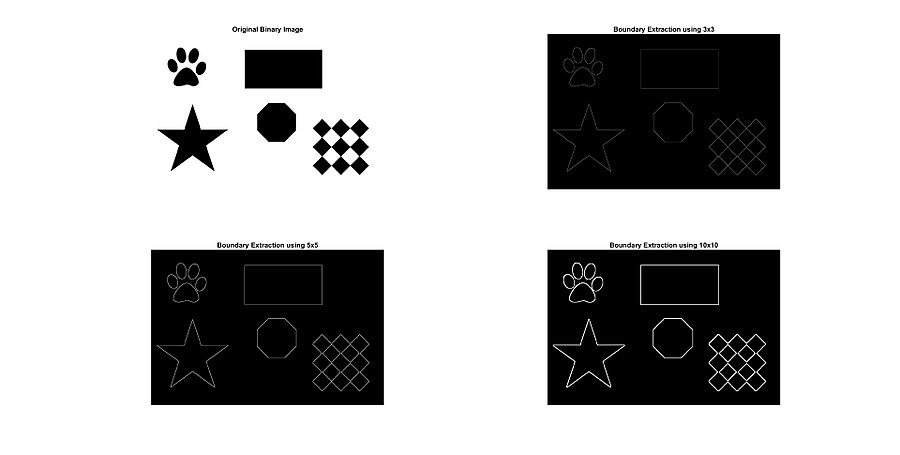 Original Binary Image
Boundary Extraction using 3x3
Boundary Extraction using 5x5
Boundary Extraction using 10x10